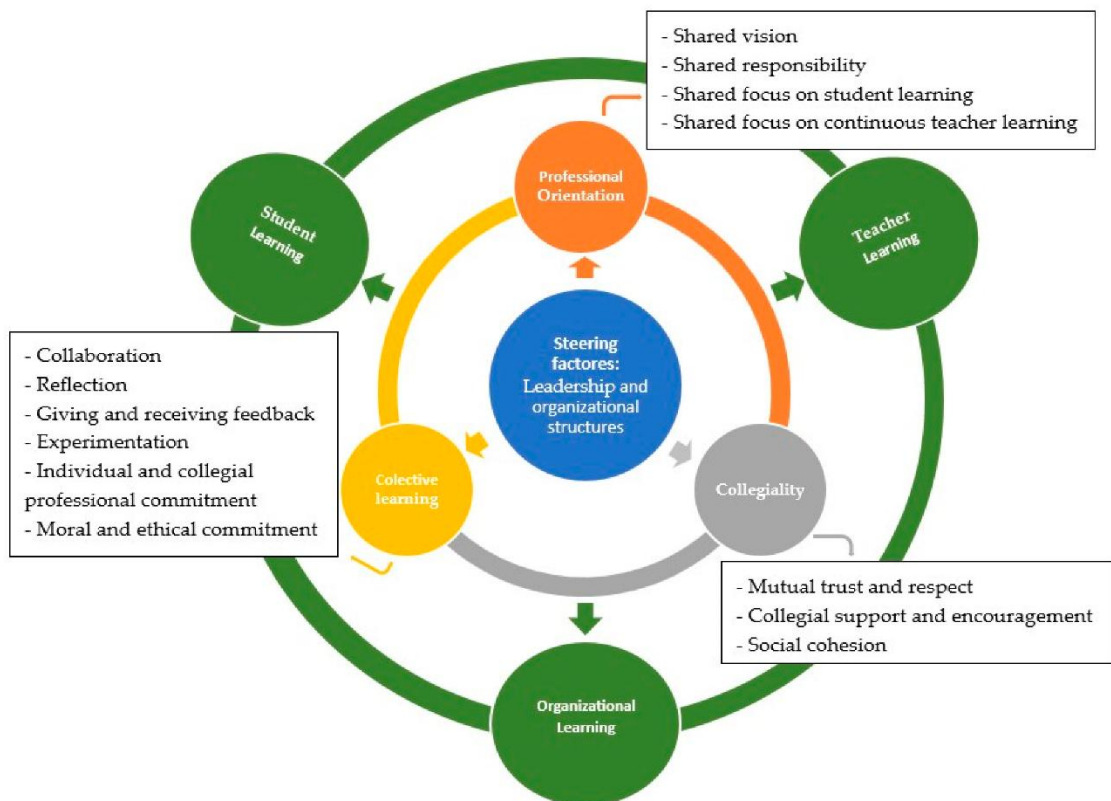 - Shared vision
- Shared responsibility
- Shared focus on student learning
- Shared focus on continuous teacher learning
Professional
Orientation
Student
Learning
Teacher
Learning
Steering
factores:
Leadership and
organizational
structures
- Collaboration
- Reflection
- Giving and receiving feedback
- Experimentation
- Individual and collegial
professional commitment
- Moral and ethical commitment
Colective
learning
Collegiality
- Mutual trust and respect
- Collegial support and encouragement
- Social cohesion
Organizational
Learning